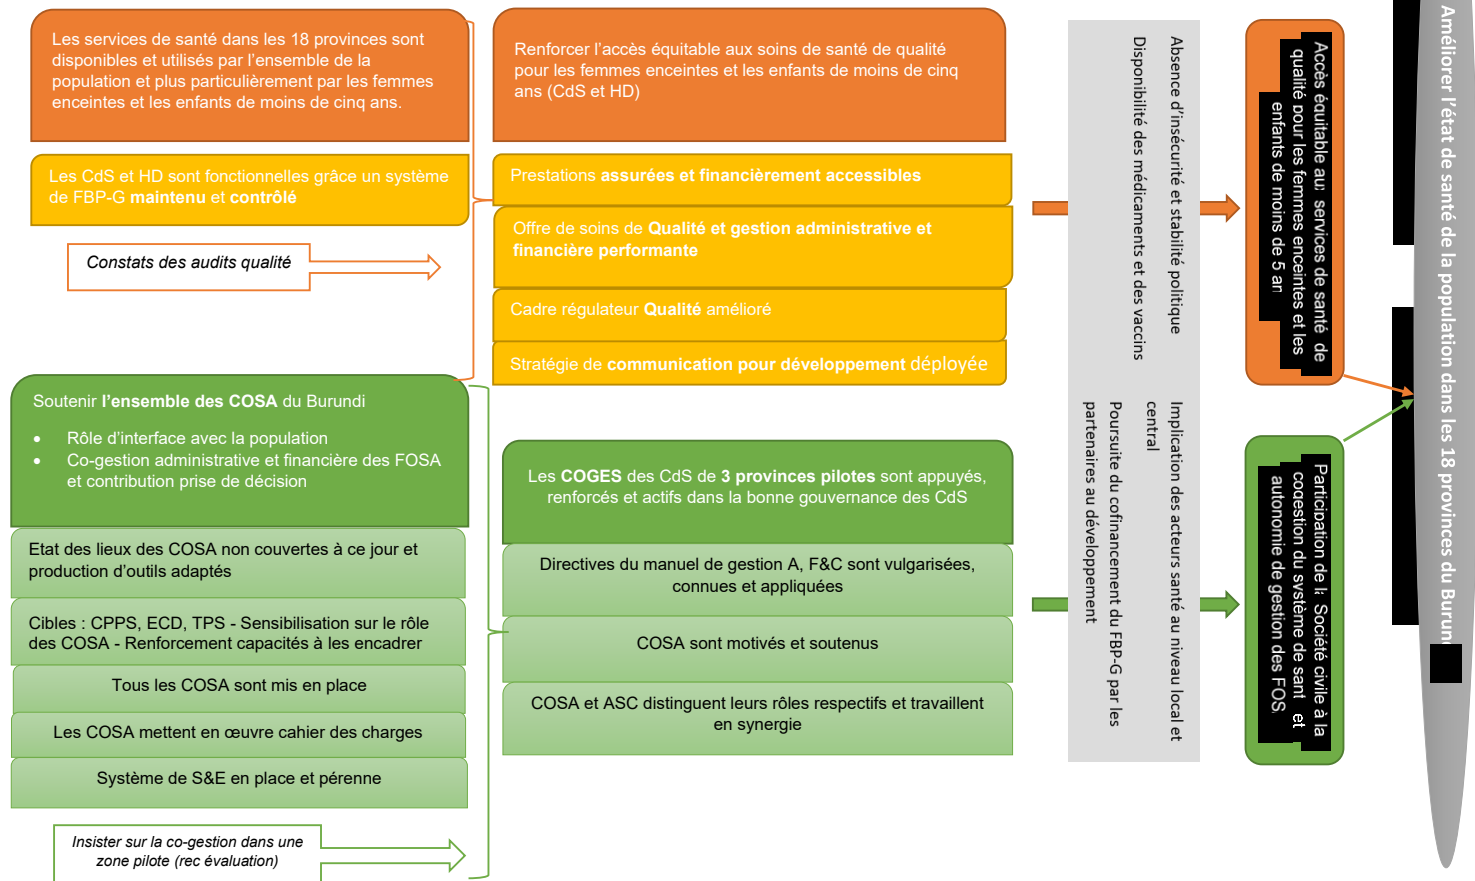 Les services de santé dans les 18 provinces sont
disponibles et utilisés par l'ensemble de la
population et plus particulièrement par les femmes
enceintes et les enfants de moins de cinq ans.
Les CdS et HD sont fonctionnelles grâce un système
de FBP-G maintenu et contrôlé
Constats des audits qualité
Renforcer l'accès équitable aux soins de santé de qualité
pour les femmes enceintes et les enfants de moins de cinq
ans (CdS et HD)
Prestations assurées et financièrement accessibles
Offre de soins de Qualité et gestion administrative et
financière performante
Cadre régulateur Qualité amélioré
Stratégie de communication pour développement déployée
Soutenir l'ensemble des COSA du Burundi
• Rôle d'interface avec la population
• Co-gestion administrative et financière des FOSA
et contribution prise de décision
Etat des lieux des COSA non couvertes à ce jour et
production d'outils adaptés
Cibles : CPPS, ECD, TPS - Sensibilisation sur le rôle
des COSA - Renforcement capacités à les encadrer
Tous les COSA sont mis en place
Les COSA mettent en œuvre cahier des charges
Système de S&E en place et pérenne
Insister sur la co-gestion dans une
zone pilote (rec évaluation)
Les COGES des CdS de 3 provinces pilotes sont appuyés,
renforcés et actifs dans la bonne gouvernance des CdS
Directives du manuel de gestion A, F&C sont vulgarisées,
connues et appliquées
COSA sont motivés et soutenus
COSA et ASC distinguent leurs rôles respectifs et travaillent
en synergie
Absence d'insécurité et stabilité politique
Disponibilité des médicaments et des vaccins
Implication des acteurs santé au niveau local et
central
Poursuite du cofinancement du FBP-G par les
partenaires au développement
Accès équitable au services de santé de
qualité pour les femmes enceintes et les
enfants de moins de 5 an
Participation de Société civile à la
cogestion du système de sant et
autonomie de gestion des FOS
Améliorer l'état de santé de la population dans les 18 provinces du Burun